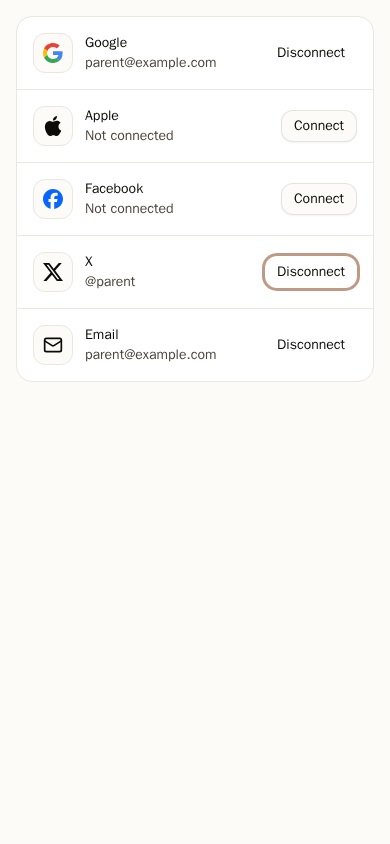 Google
parent@example.com
Disconnect
Apple
Not connected
Connect
Facebook
Not connected
Connect
X
@parent
Disconnect
Email
parent@example.com
Disconnect